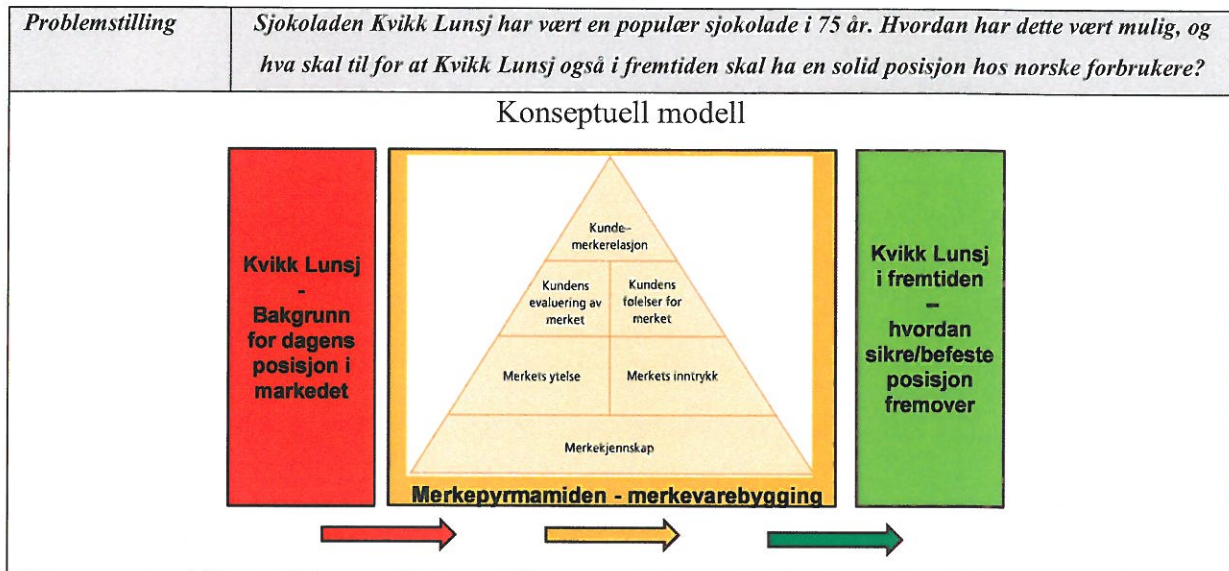 Problemstilling
Sjokoladen Kvikk Lunsj har vært en populær sjokolade i 75 år. Hvordan har dette vært mulig, og
hva skal til for at Kvikk Lunsj også i fremtiden skal ha en solid posisjon hos norske forbrukere?
Konseptuell modell
Kvikk Lunsj
-
Bakgrunn
for dagens
posisjon i
markedet
Kunde–
merkerelasjon
Kundens
evaluering av
merket
Kundens
følelser for
merket
Merkets ytelse
Merkets inntrykk
Merkekjennskap
Merkepyrmamiden - merkevarebygging
Kvikk Lunsj
i fremtiden
–
hvordan
sikre/befeste
posisjon
fremover